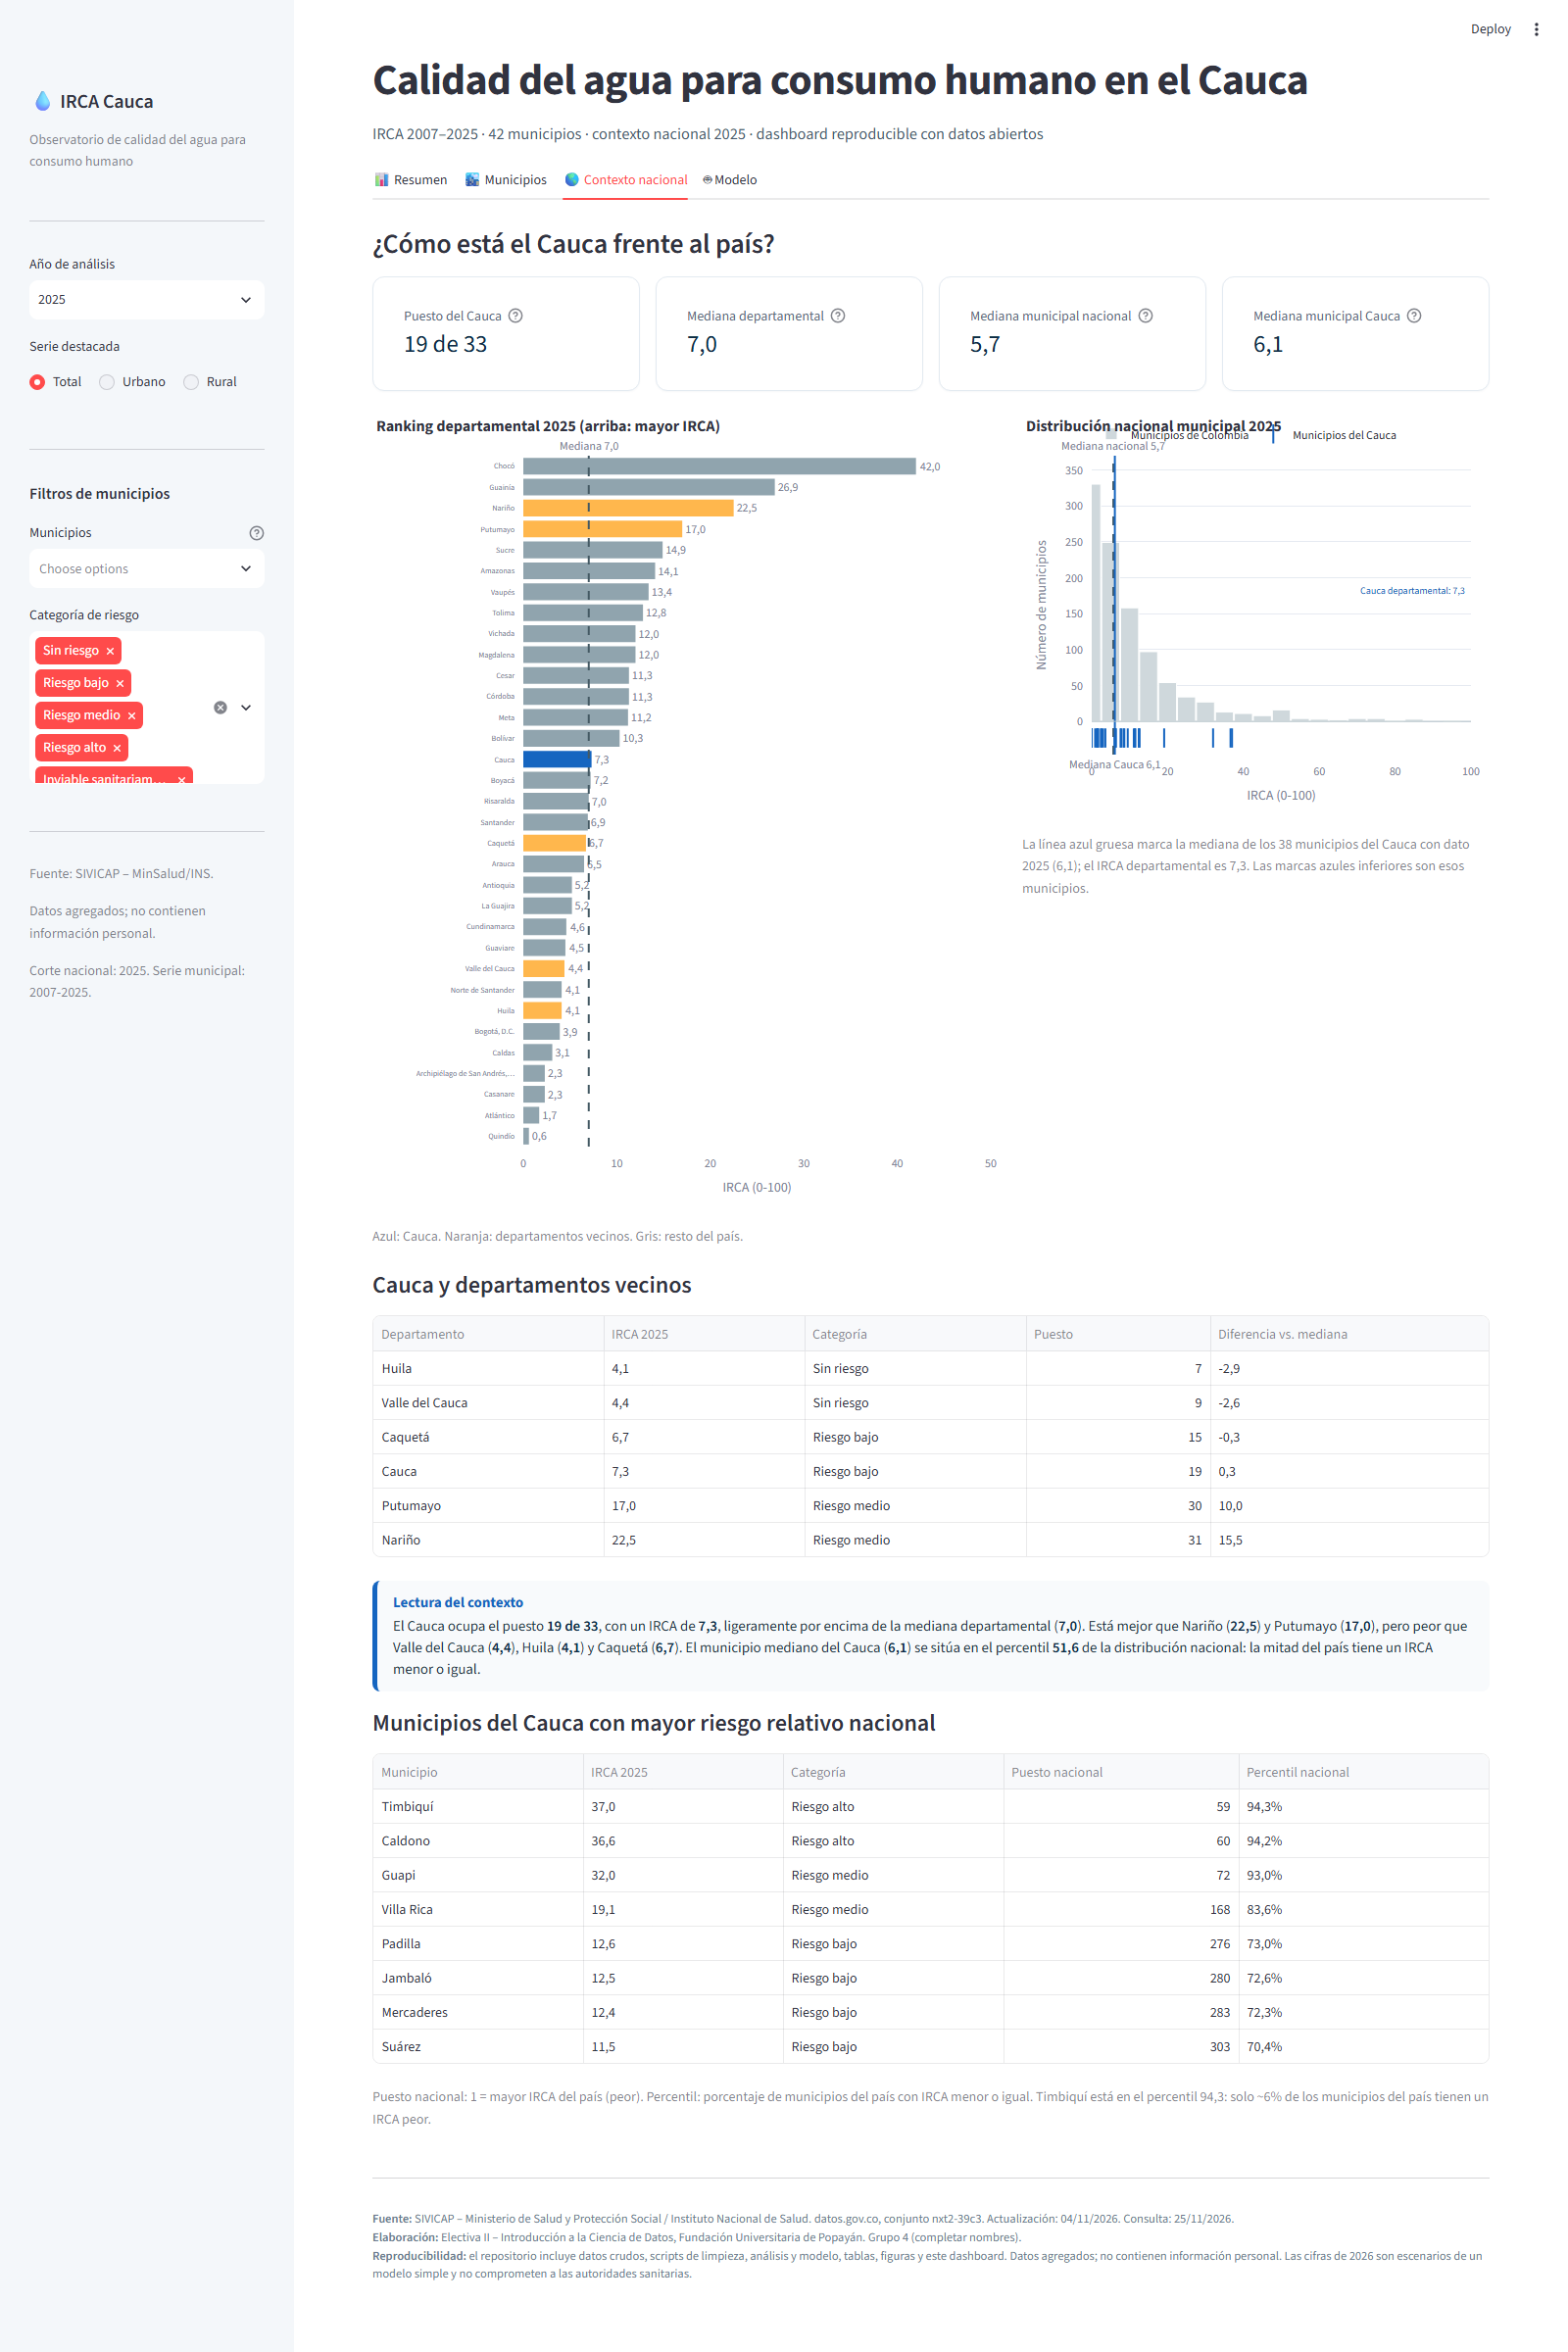 Deploy
💧 IRCA Cauca
Observatorio de calidad del agua para
consumo humano
Año de análisis
2025
Serie destacada
Total Urbano Rural
Filtros de municipios
Municipios
Choose options
Categoría de riesgo
Sin riesgo ×
Riesgo bajo ×
Riesgo medio ×
Riesgo alto ×
Inviable sanitariam... ×
Fuente: SIVICAP – MinSalud/INS.
Datos agregados; no contienen
información personal.
Corte nacional: 2025. Serie municipal:
2007-2025.
Calidad del agua para consumo humano en el Cauca
IRCA 2007–2025 · 42 municipios · contexto nacional 2025 · dashboard reproducible con datos abiertos
Resumen Municipios Contexto nacional Modelo
¿Cómo está el Cauca frente al país?
Puesto del Cauca
19 de 33
Mediana departamental
7,0
Mediana municipal nacional
5,7
Mediana municipal Cauca
6,1
Ranking departamental 2025 (arriba: mayor IRCA)
Mediana 7,0
Chocó 42,0
Guainía 26,9
Nariño 22,5
Putumayo 17,0
Sucre 14,9
Amazonas 14,1
Vaupés 13,4
Tolima 12,8
Vichada 12,0
Magdalena 12,0
Cesar 11,3
Córdoba 11,3
Meta 11,2
Bolívar 10,3
Cauca 7,3
Boyacá 7,2
Risaralda 7,0
Santander 6,9
Caquetá 6,7
Arauca 6,5
Antioquia 5,2
La Guajira 5,2
Cundinamarca 4,6
Guaviare 4,5
Valle del Cauca 4,4
Norte de Santander 4,1
Huila 4,1
Bogotá, D.C. 3,9
Caldas 3,1
Archipiélago de San Andrés,... 2,3
Casanare 2,3
Atlántico 1,7
Quindío 0,6
0 10 20 30 40 50
IRCA (0-100)
Azul: Cauca. Naranja: departamentos vecinos. Gris: resto del país.
Distribución nacional municipal 2025
Municipios de Colombia Municipios del Cauca
Mediana nacional 5,7
350
300
250
200
150
100
50
0
Número de municipios
Cauca departamental: 7,3
Mediana Cauca 6,1
0 20 40 60 80 100
IRCA (0-100)
La línea azul gruesa marca la mediana de los 38 municipios del Cauca con dato
2025 (6,1); el IRCA departamental es 7,3. Las marcas azules inferiores son esos
municipios.
Cauca y departamentos vecinos
Departamento IRCA 2025 Categoría Puesto Diferencia vs. mediana
Huila 4,1 Sin riesgo 7 -2,9
Valle del Cauca 4,4 Sin riesgo 9 -2,6
Caquetá 6,7 Riesgo bajo 15 -0,3
Cauca 7,3 Riesgo bajo 19 0,3
Putumayo 17,0 Riesgo medio 30 10,0
Nariño 22,5 Riesgo medio 31 15,5
Lectura del contexto
El Cauca ocupa el puesto 19 de 33, con un IRCA de 7,3, ligeramente por encima de la mediana departamental (7,0). Está mejor que Nariño (22,5) y Putumayo (17,0), pero peor que
Valle del Cauca (4,4), Huila (4,1) y Caquetá (6,7). El municipio mediano del Cauca (6,1) se sitúa en el percentil 51,6 de la distribución nacional: la mitad del país tiene un IRCA
menor o igual.
Municipios del Cauca con mayor riesgo relativo nacional
Municipio IRCA 2025 Categoría Puesto nacional Percentil nacional
Timbiquí 37,0 Riesgo alto 59 94,3%
Caldono 36,6 Riesgo alto 60 94,2%
Guapi 32,0 Riesgo medio 72 93,0%
Villa Rica 19,1 Riesgo medio 168 83,6%
Padilla 12,6 Riesgo bajo 276 73,0%
Jambaló 12,5 Riesgo bajo 280 72,6%
Mercaderes 12,4 Riesgo bajo 283 72,3%
Suárez 11,5 Riesgo bajo 303 70,4%
Puesto nacional: 1 = mayor IRCA del país (peor). Percentil: porcentaje de municipios del país con IRCA menor o igual. Timbiquí está en el percentil 94,3: solo ~6% de los municipios del país tienen un
IRCA peor.
Fuente: SIVICAP – Ministerio de Salud y Protección Social / Instituto Nacional de Salud. datos.gov.co, conjunto nxt2-39c3. Actualización: 04/11/2026. Consulta: 25/11/2026.
Elaboración: Electiva II – Introducción a la Ciencia de Datos, Fundación Universitaria de Popayán. Grupo 4 (completar nombres).
Reproducibilidad: el repositorio incluye datos crudos, scripts de limpieza, análisis y modelo, tablas, figuras y este dashboard. Datos agregados; no contienen información personal. Las cifras de 2026 son escenarios de un
modelo simple y no comprometen a las autoridades sanitarias.